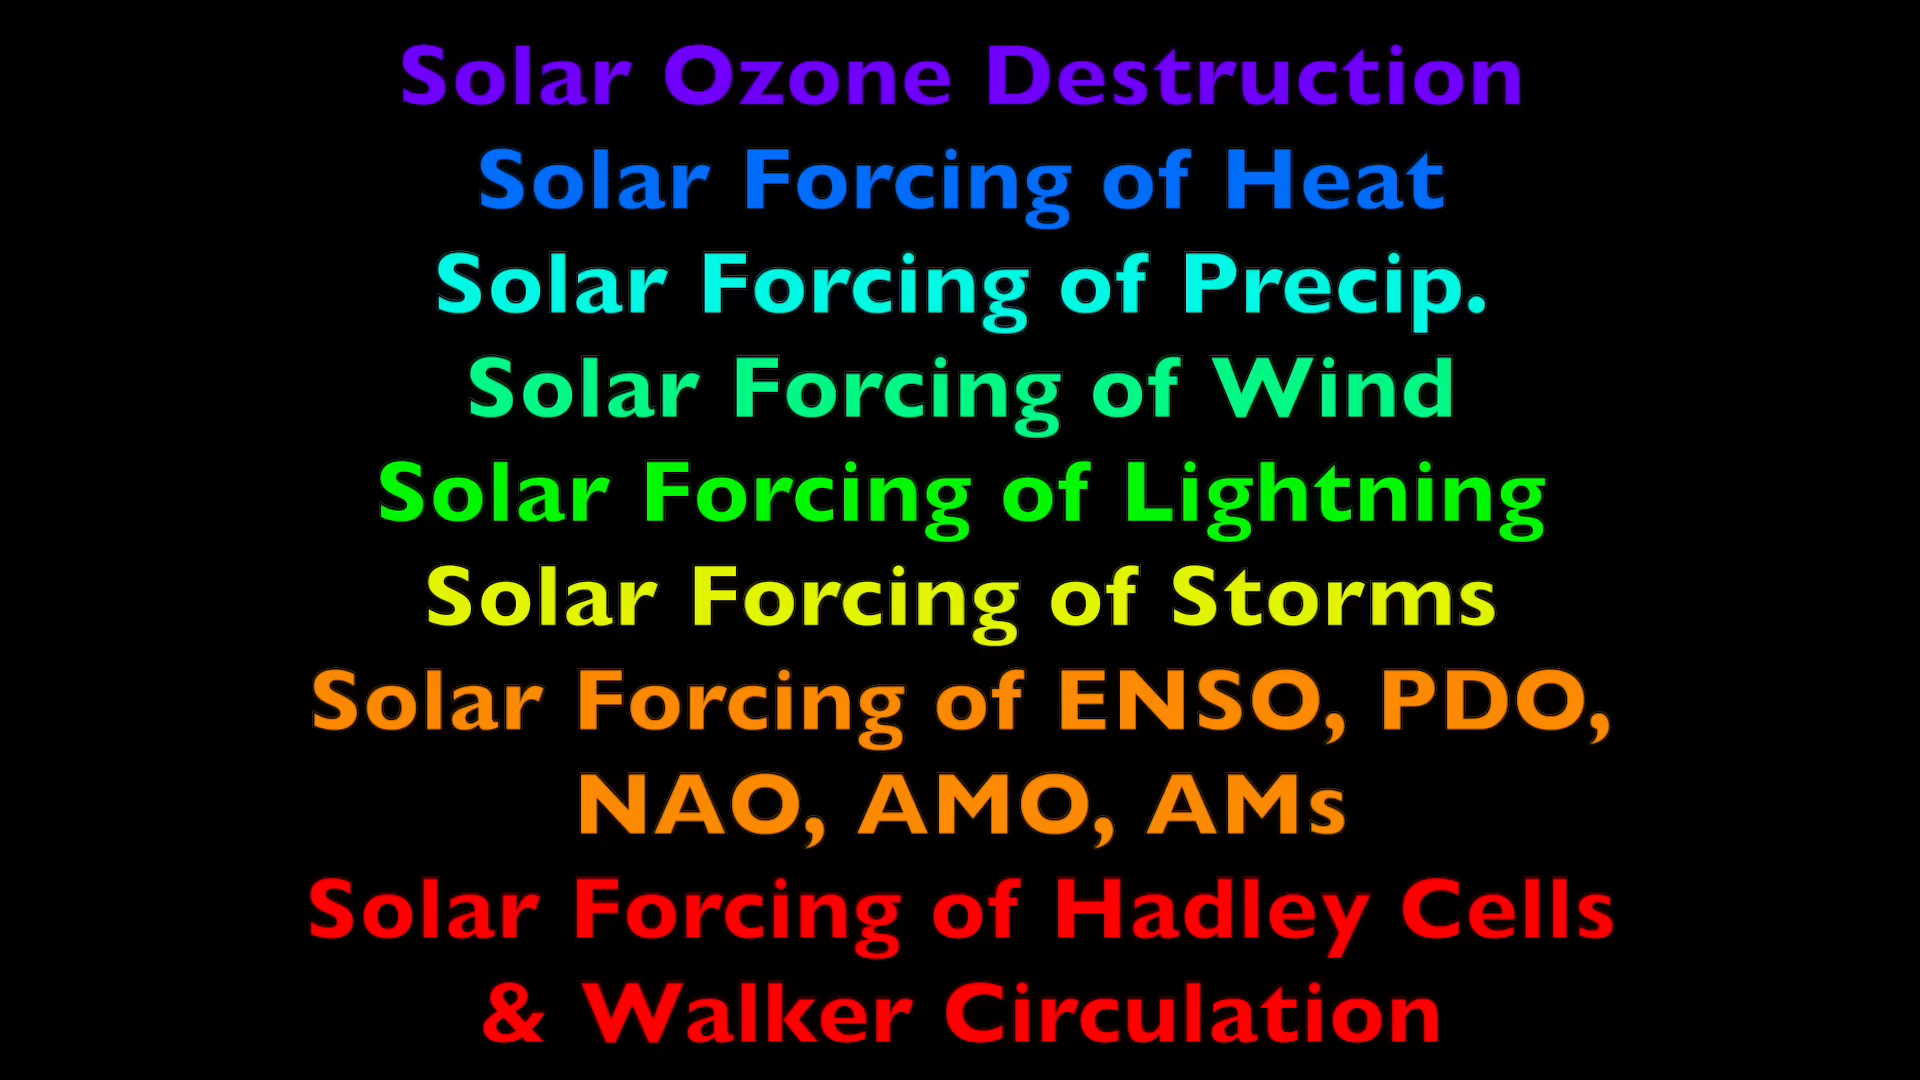 Solar Ozone Destruction
Solar Forcing of Heat
Solar Forcing of Precip.
Solar Forcing of Wind
Solar Forcing of Lightning
Solar Forcing of Storms
Solar Forcing of ENSO, PDO,
NAO, AMO, AMs
Solar Forcing of Hadley Cells
& Walker Circulation